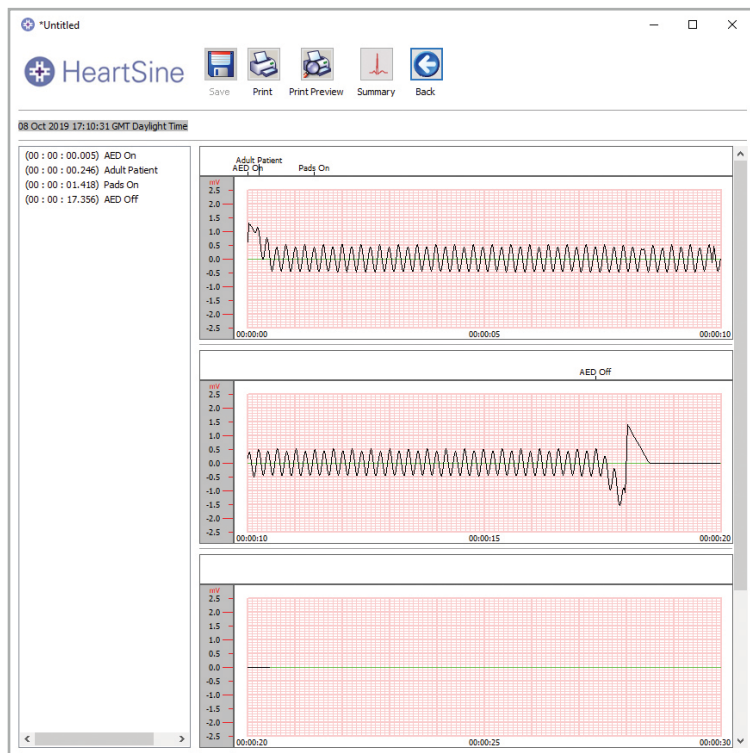 *Untitled
HeartSine
Save Print Print Preview Summary Back
08 Oct 2019 17:10:31 GMT Daylight Time
(00 : 00 : 00.005) AED On
(00 : 00 : 00.246) Adult Patient
(00 : 00 : 01.418) Pads On
(00 : 00 : 17.356) AED Off
Adult Patient
AED On Pads On
mV
2.5
2.0
1.5
1.0
0.5
0.0
-0.5
-1.0
-1.5
-2.0
-2.5
00:00:00 00:00:05 00:00:10
AED Off
mV
2.5
2.0
1.5
1.0
0.5
0.0
-0.5
-1.0
-1.5
-2.0
-2.5
00:00:10 00:00:15 00:00:20
mV
2.5
2.0
1.5
1.0
0.5
0.0
-0.5
-1.0
-1.5
-2.0
-2.5
00:00:20 00:00:25 00:00:30